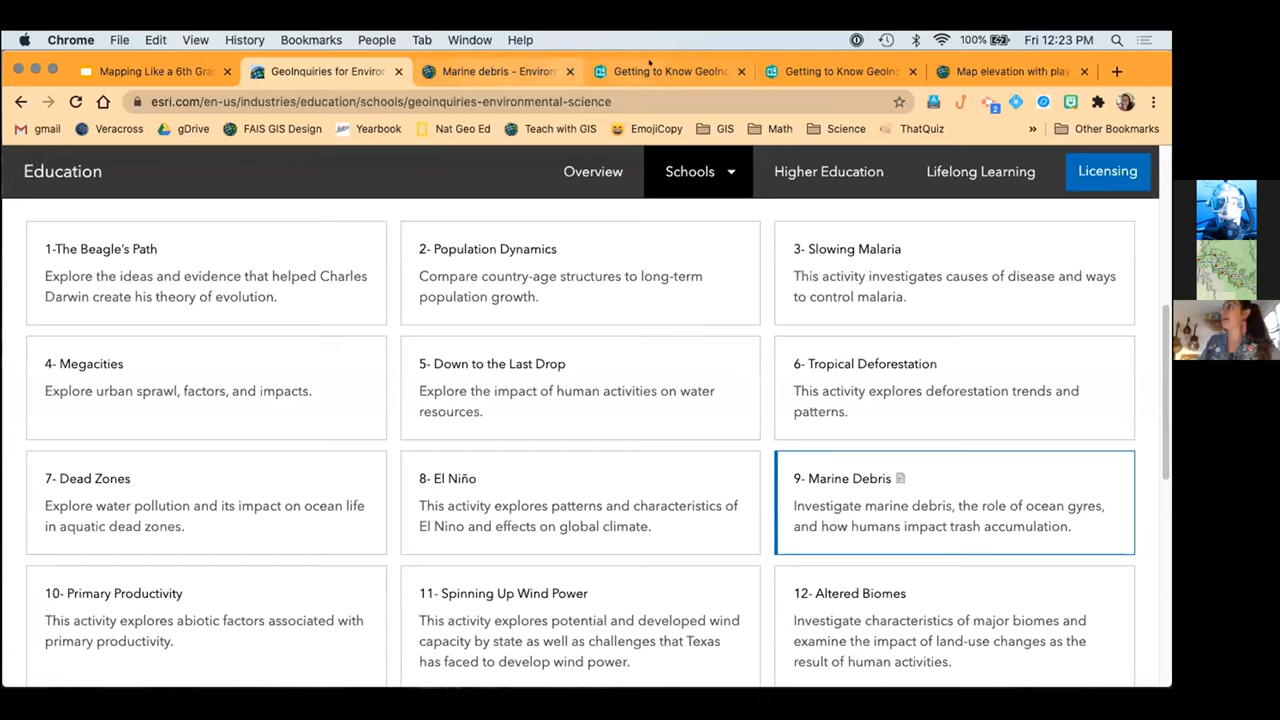 Chrome File Edit View History Bookmarks People Tab Window Help 100% Fri 12:23 PM
Mapping Like a 6th Gra GeoInquiries for Enviror Marine debris - Environ Getting to Know GeoInc Getting to Know GeoInc Map elevation with play
esri.com/en-us/industries/education/schools/geoinquiries-environmental-science 2
gmail Veracross gDrive FAIS GIS Design Yearbook Nat Geo Ed Teach with GIS EmojiCopy GIS Math Science ThatQuiz » Other Bookmarks
Education Overview Schools Higher Education Lifelong Learning Licensing
1-The Beagle's Path
Explore the ideas and evidence that helped Charles
Darwin create his theory of evolution.
2- Population Dynamics
Compare country-age structures to long-term
population growth.
3- Slowing Malaria
This activity investigates causes of disease and ways
to control malaria.
4- Megacities
Explore urban sprawl, factors, and impacts.
5- Down to the Last Drop
Explore the impact of human activities on water
resources.
6- Tropical Deforestation
This activity explores deforestation trends and
patterns.
7- Dead Zones
Explore water pollution and its impact on ocean life
in aquatic dead zones.
8- El Niño
This activity explores patterns and characteristics of
El Nino and effects on global climate.
9- Marine Debris
Investigate marine debris, the role of ocean gyres,
and how humans impact trash accumulation.
10- Primary Productivity
This activity explores abiotic factors associated with
primary productivity.
11- Spinning Up Wind Power
This activity explores potential and developed wind
capacity by state as well as challenges that Texas
has faced to develop wind power.
12- Altered Biomes
Investigate characteristics of major biomes and
examine the impact of land-use changes as the
result of human activities.